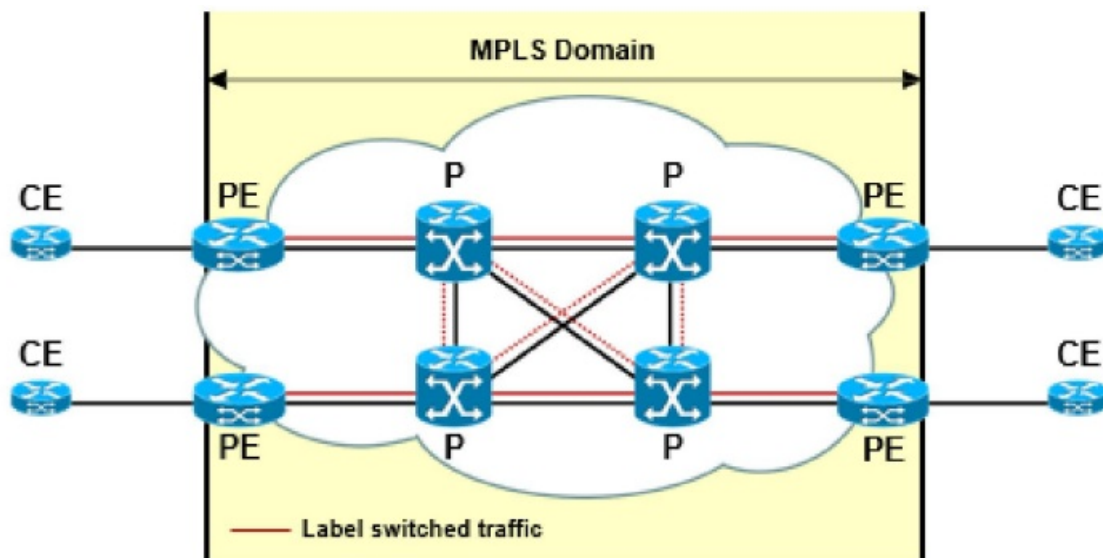 MPLS Domain
P P
CE PE PE CE
CE CE
PE P P PE
Label switched traffic